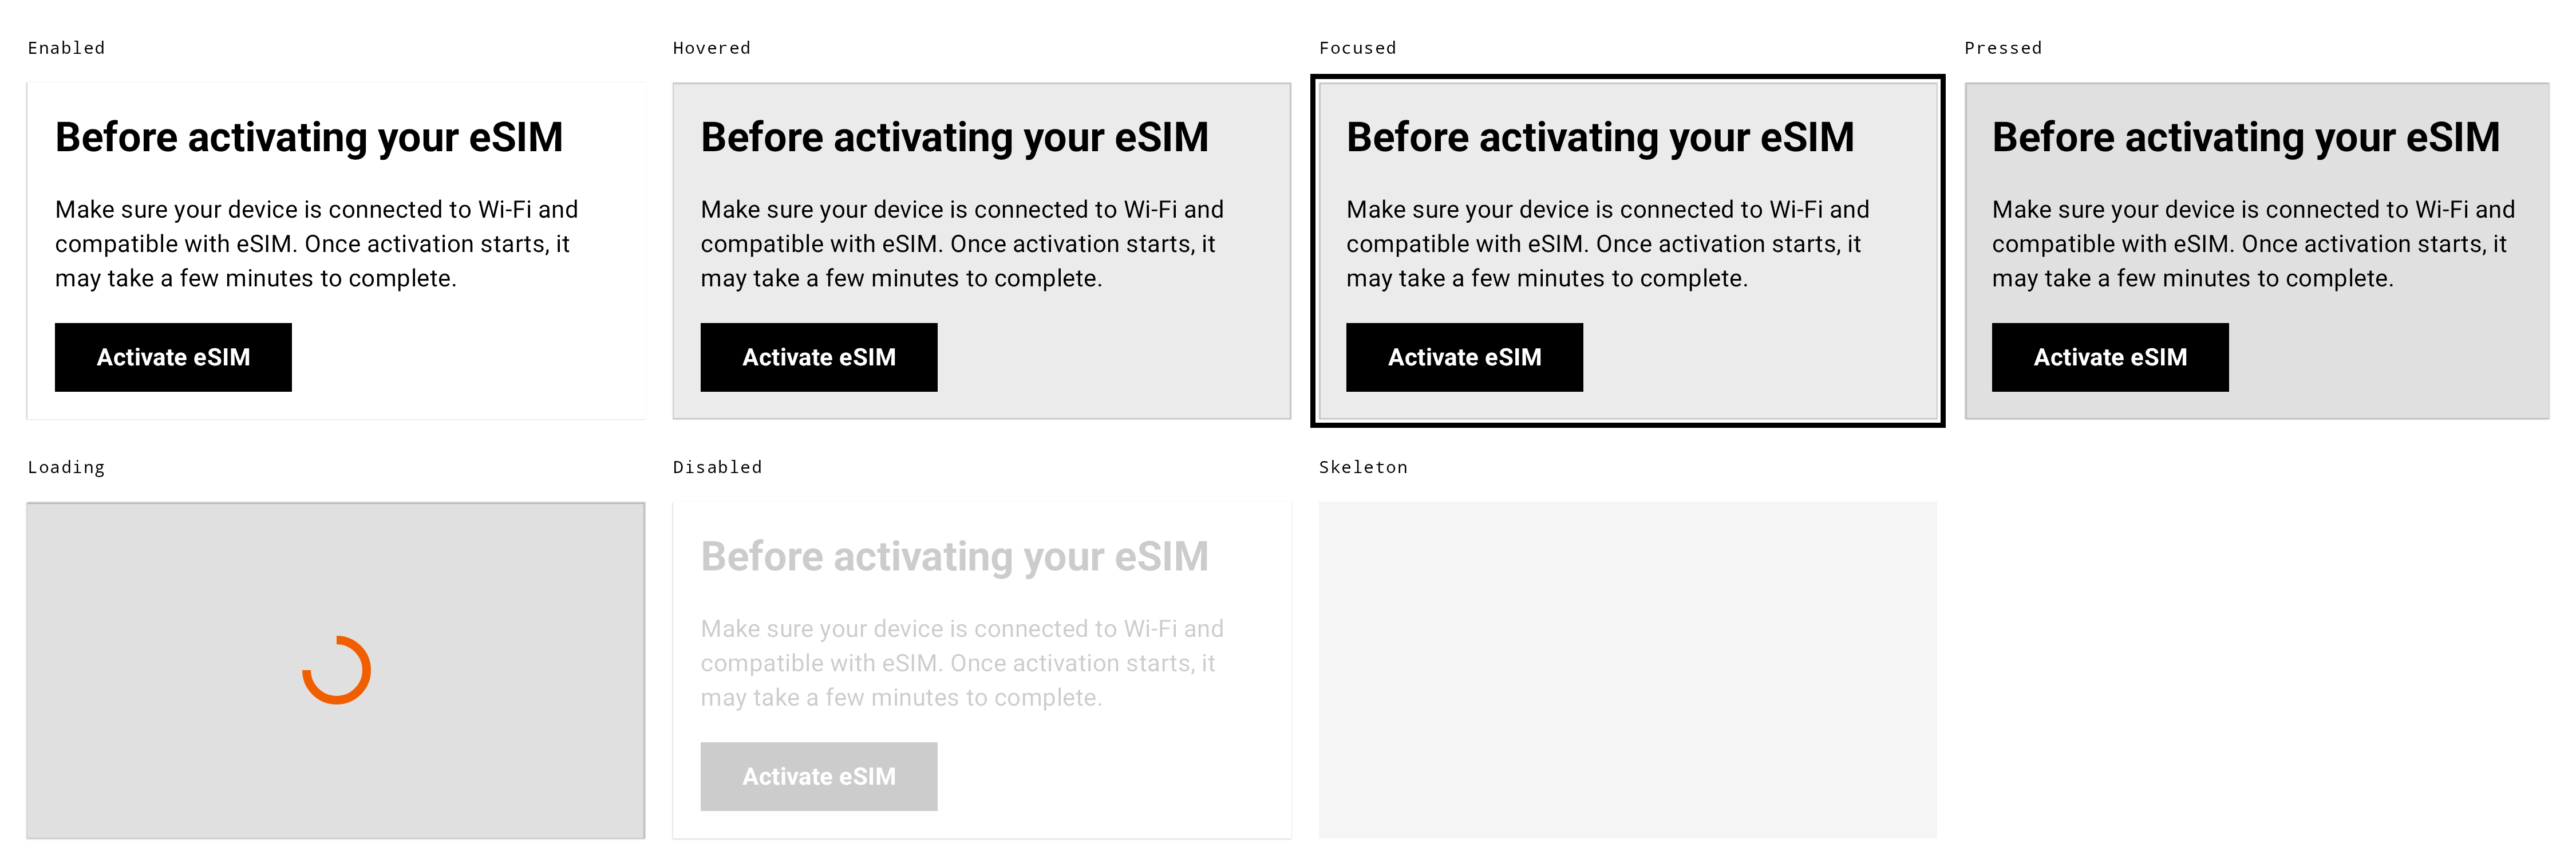 Enabled
Before activating your eSIM
Make sure your device is connected to Wi-Fi and
compatible with eSIM. Once activation starts, it
may take a few minutes to complete.
Activate eSIM
Hovered
Before activating your eSIM
Make sure your device is connected to Wi-Fi and
compatible with eSIM. Once activation starts, it
may take a few minutes to complete.
Activate eSIM
Focused
Before activating your eSIM
Make sure your device is connected to Wi-Fi and
compatible with eSIM. Once activation starts, it
may take a few minutes to complete.
Activate eSIM
Pressed
Before activating your eSIM
Make sure your device is connected to Wi-Fi and
compatible with eSIM. Once activation starts, it
may take a few minutes to complete.
Activate eSIM
Loading
Disabled
Before activating your eSIM
Make sure your device is connected to Wi-Fi and
compatible with eSIM. Once activation starts, it
may take a few minutes to complete.
Activate eSIM
Skeleton